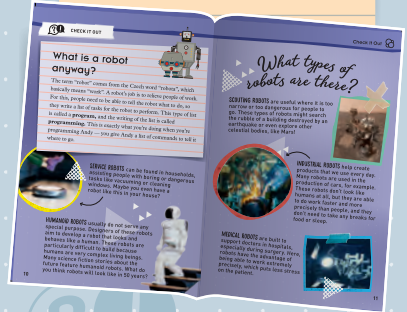 CHECK IT OUT
What is a robot
anyway?
The term "robot" comes from the Czech word "robota", which
basically means "work". A robot's job is to relieve people of work.
For this, people need to be able to tell the robot what to do, so
they write a list of tasks for the robot to perform. This type of list
is called a program, and the writing of the list is called
programming. This is exactly what you're doing when you're
programming Andy — you give Andy a list of commands to tell it
where to go.
SERVICE ROBOTS can be found in households,
assisting people with boring or dangerous
tasks like vacuuming or cleaning
windows. Maybe you even have a
robot like this in your house?
HUMANOID ROBOTS usually do not serve any
special purpose. Designers of these robots
aim to develop a robot that looks and
behaves like a human. These robots are
particularly difficult to build because
humans are very complex living beings.
Many science fiction stories about the
future feature humanoid robots. What do
you think robots will look like in 50 years?
10
Check It Out
What types of
robots are there?
SCOUTING ROBOTS are useful where it is too
narrow or too dangerous for people to
go. These types of robots might search
the rubble of a building destroyed by an
earthquake or even explore other
celestial bodies, like Mars!
INDUSTRIAL ROBOTS help create
products that we use every day.
Many robots are used in the
production of cars, for example.
These robots don't look like
humans at all, but they are able
to do work faster and more
precisely than people, and they
don't need to take any breaks for
food or sleep.
MEDICAL ROBOTS are built to
support doctors in hospitals,
especially during surgery. Here,
robots have the advantage of
being able to work extremely
precisely, which puts less stress
on the patient.
11